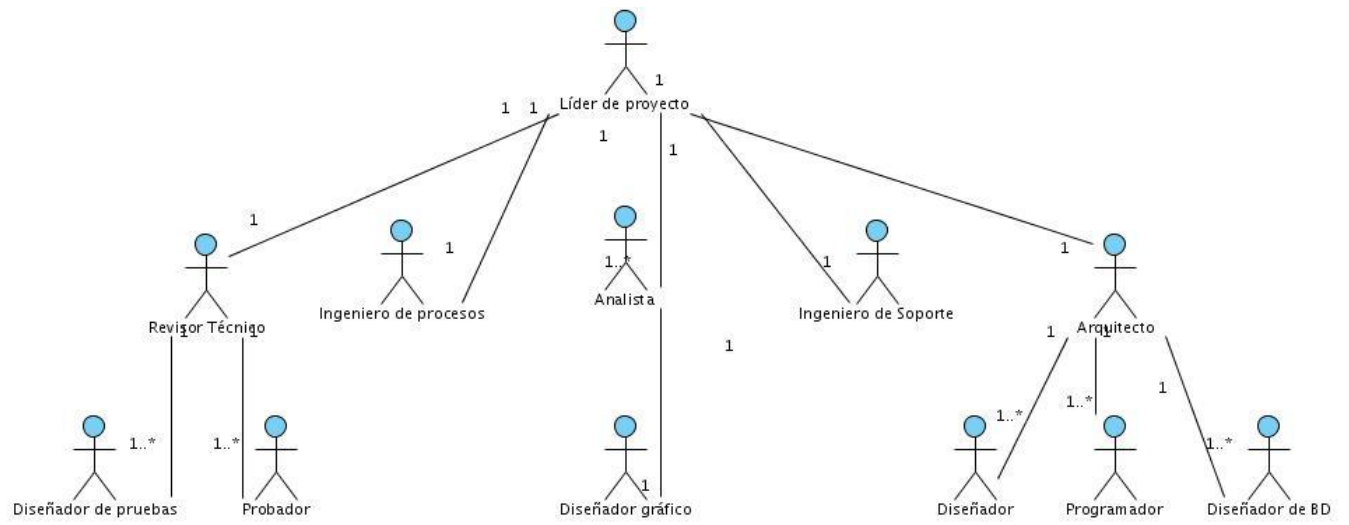 1
1 1 Líder de proyecto
1 1
1 1 1..* 1 1
Ingeniero de procesos Analista Ingeniero de Soporte
Revisor Técnico Arquitecto
1 1 1 1 1
1 1..* 1..* 1..* 1..* 1..*
1
Diseñador de pruebas Probador Diseñador gráfico Diseñador Programador Diseñador de BD